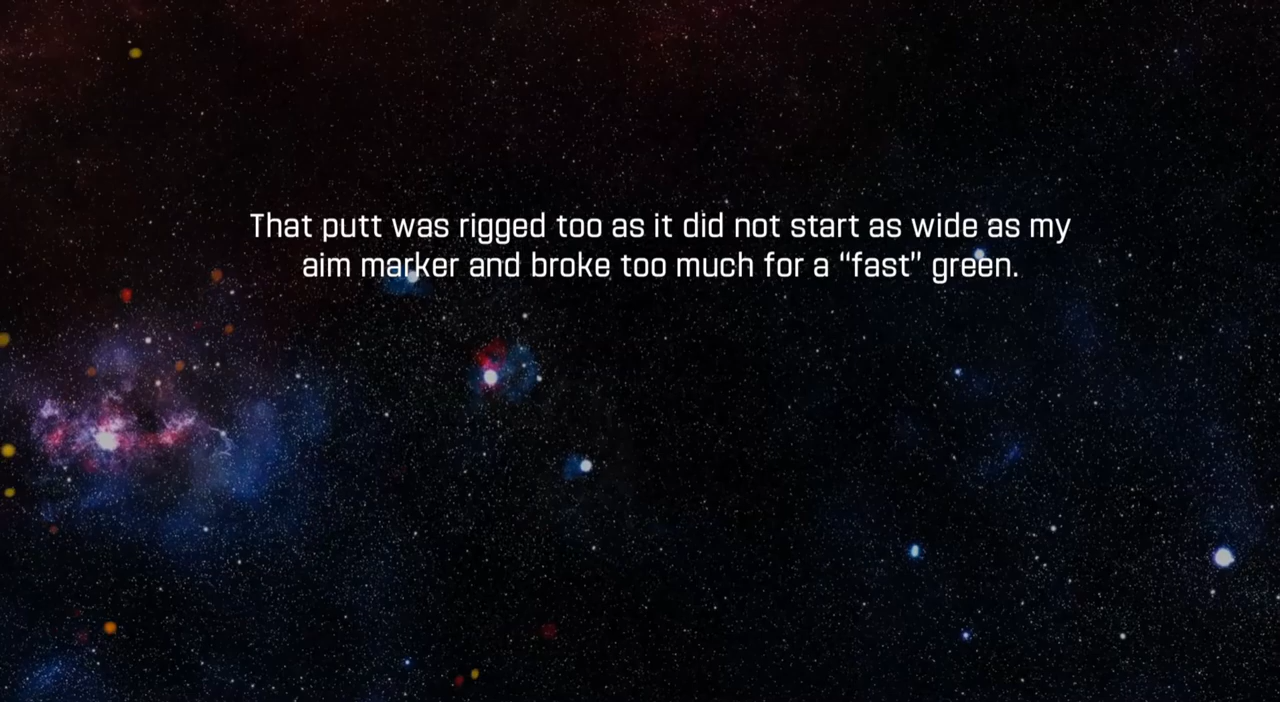 That putt was rigged too as it did not start as wide as my
aim marker and broke too much for a “fast” green.